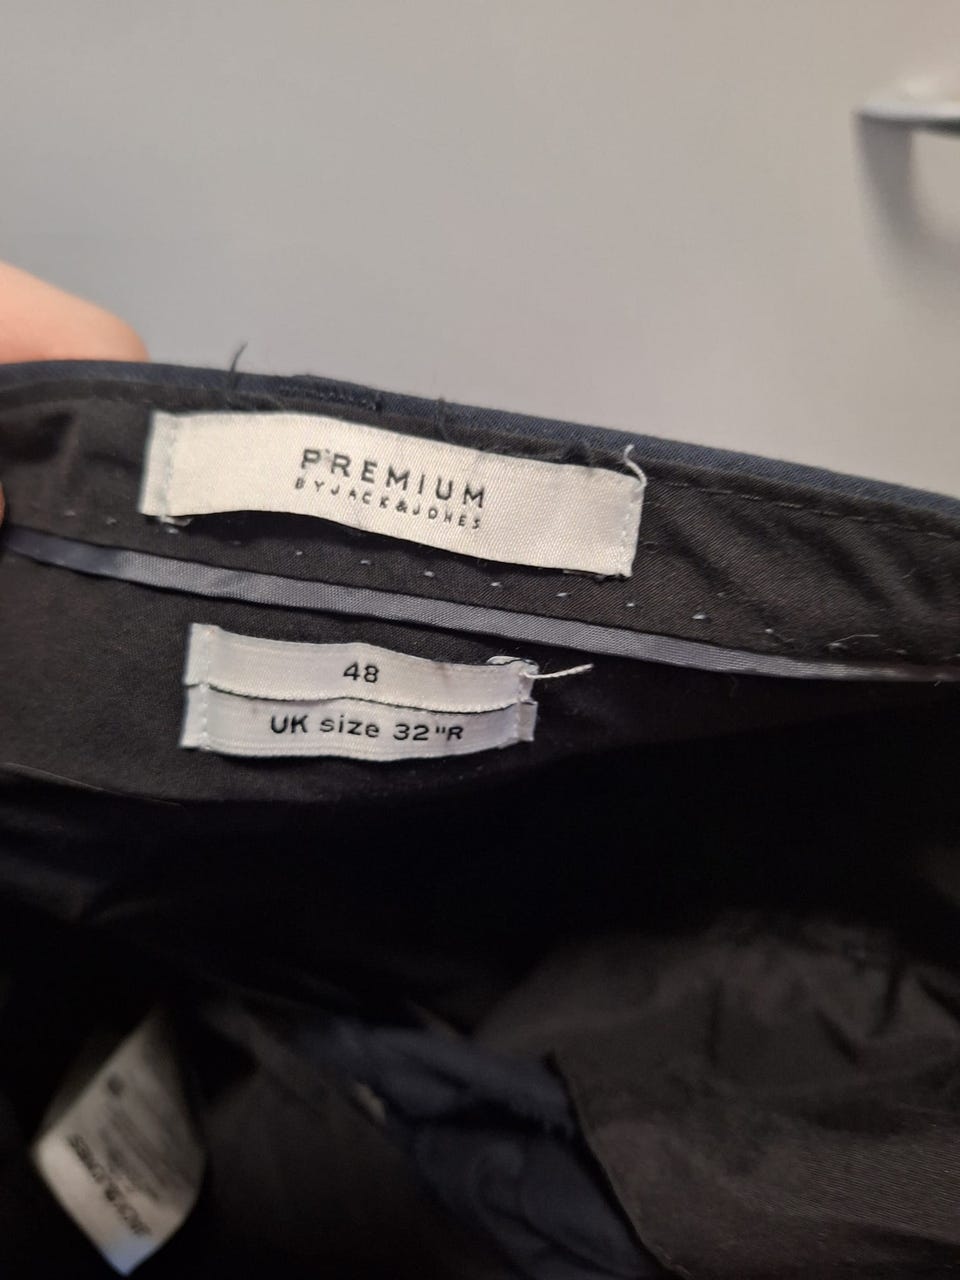 PREMIUM
BY JACK & JONES
48
UK size 32"R